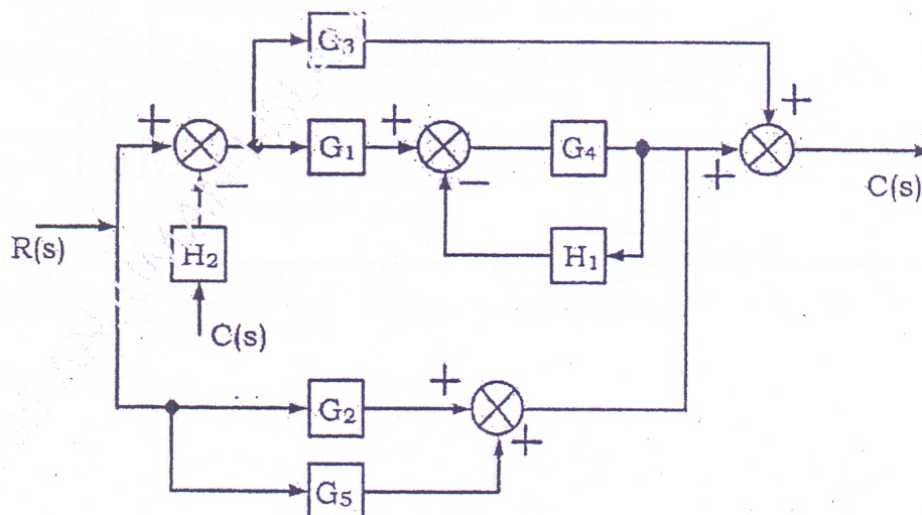 G₃
+ +
+ G₁ + G₄ +
− −
C(s)
R(s) H₂ H₁
C(s)
+
G₂
+
G₅